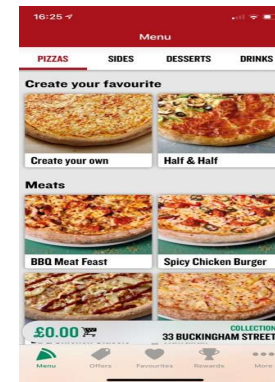 16:25
Menu
PIZZAS SIDES DESSERTS DRINKS
Create your favourite
Create your own Half & Half
Meats
BBQ Meat Feast Spicy Chicken Burger
£0.00 COLLECTION
33 BUCKINGHAM STREET
Menu Offers Favourites Rewards More